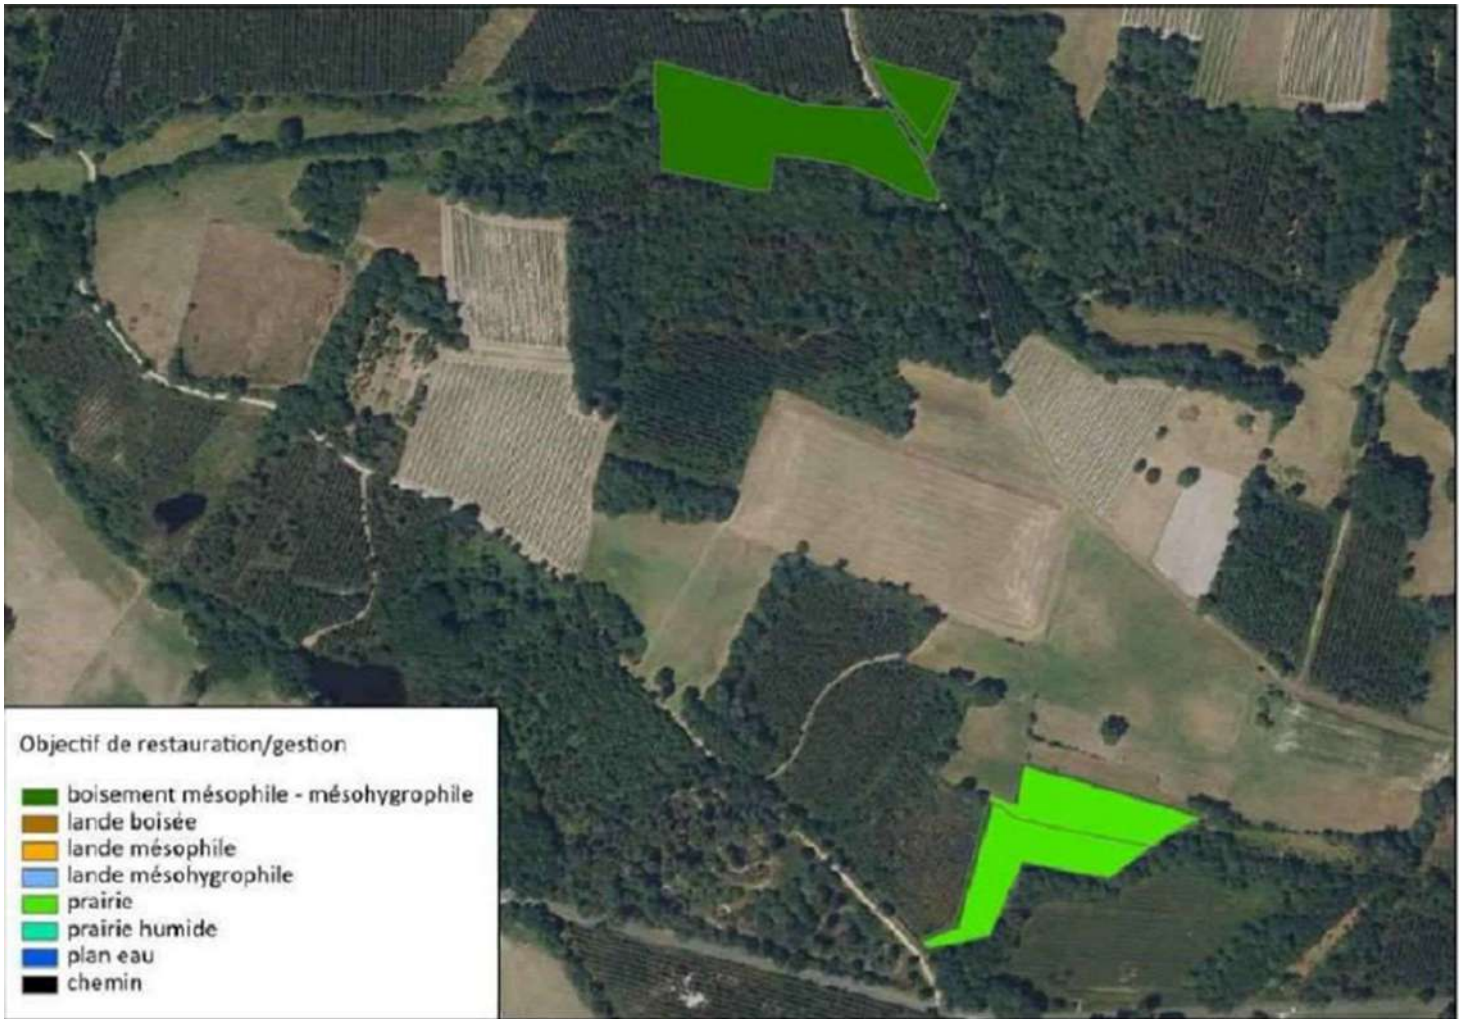 Objectif de restauration/gestion
boisement mésophile - mésohygrophile
lande boisée
lande mésophile
lande mésohygrophile
prairie
prairie humide
plan eau
chemin